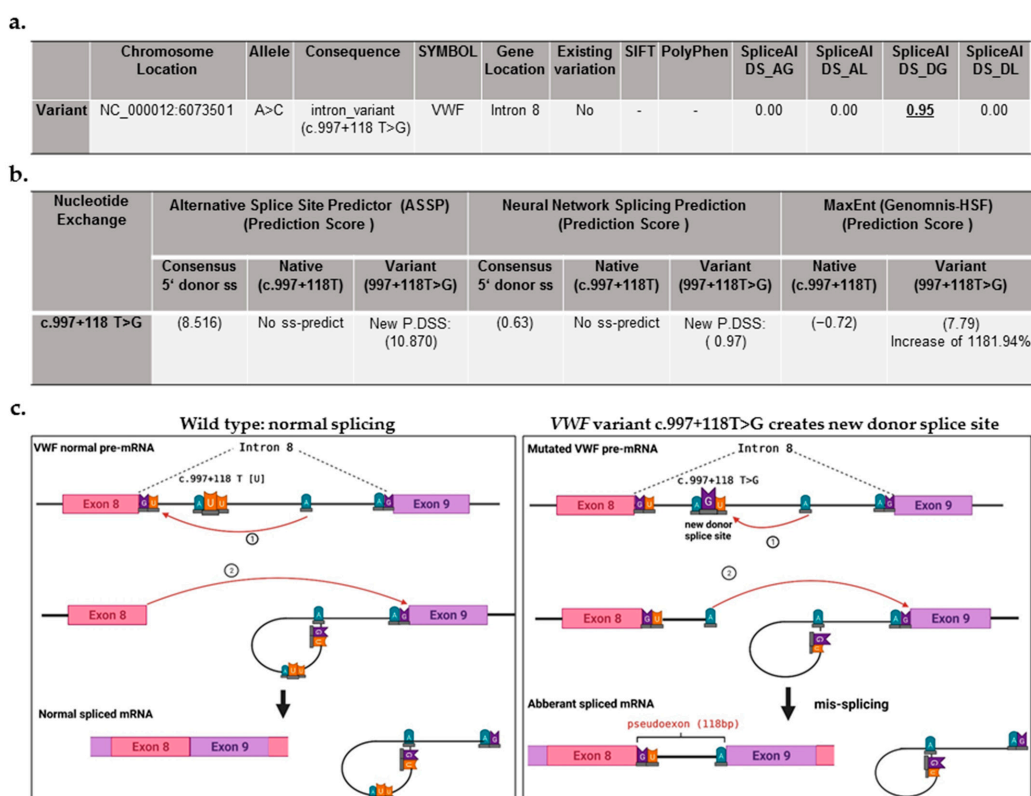 a.
Chromosome Location Allele Consequence SYMBOL Gene Location Existing variation SIFT PolyPhen SpliceAI DS_AG SpliceAI DS_AL SpliceAI DS_DG SpliceAI DS_DL
Variant NC_000012:6073501 A>C intron_variant (c.997+118 T>G) VWF Intron 8 No - - 0.00 0.00 0.95 0.00
b.
Nucleotide Exchange Alternative Splice Site Predictor (ASSP) (Prediction Score ) Neural Network Splicing Prediction (Prediction Score ) MaxEnt (Genomnis-HSF) (Prediction Score )
Consensus 5‘ donor ss Native (c.997+118T) Variant (997+118T>G) Consensus 5‘ donor ss Native (c.997+118T) Variant (997+118T>G) Native (c.997+118T) Variant (997+118T>G)
c.997+118 T>G (8.516) No ss-predict New P.DSS: (10.870) (0.63) No ss-predict New P.DSS: ( 0.97) (−0.72) (7.79) Increase of 1181.94%
c.
Wild type: normal splicing
VWF normal pre-mRNA
Intron 8
c.997+118 T [U]
Exon 8 G U A U U A A G Exon 9
1
2
Exon 8 A A G Exon 9
G U
A U U
Normal spliced mRNA
Exon 8 Exon 9
A A G
G U
A U U
VWF variant c.997+118T>G creates new donor splice site
Mutated VWF pre-mRNA
Intron 8
c.997+118 T>G
Exon 8 G U A G U A A G Exon 9
new donor
splice site
1
2
Exon 8 G U A A A G Exon 9
G U
Abberant spliced mRNA
mis-splicing
pseudoexon (118bp)
Exon 8 G U A Exon 9
A A G
G U